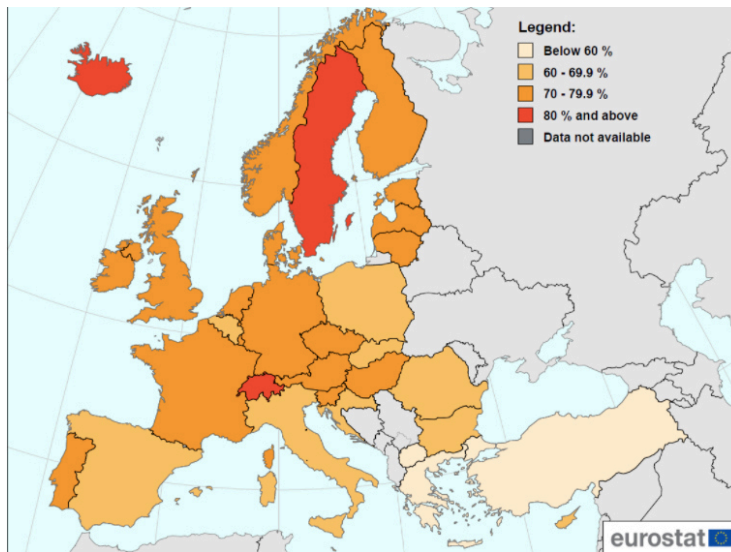 Legend:
Below 60 %
60 - 69.9 %
70 - 79.9 %
80 % and above
Data not available
eurostat